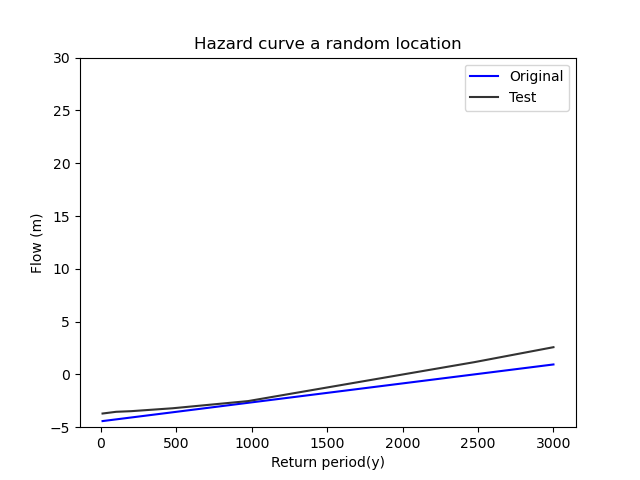 Hazard curve a random location
Original
Test
30
25
20
15
10
5
0
−5
Flow (m)
0 500 1000 1500 2000 2500 3000
Return period(y)